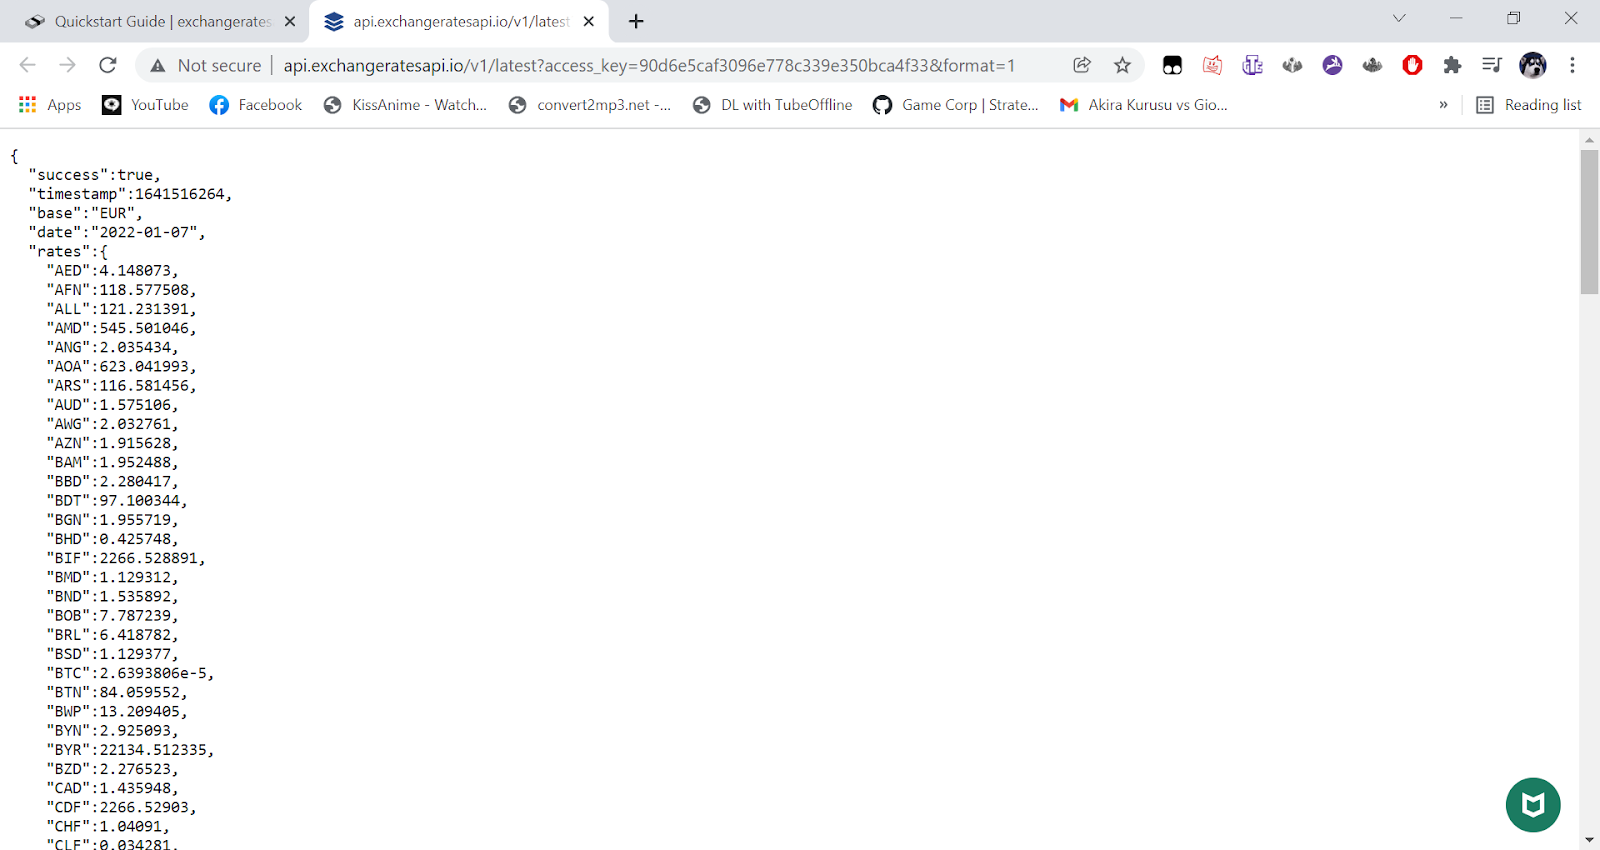 Quickstart Guide | exchangerates
api.exchangeratesapi.io/v1/latest
Not secure | api.exchangeratesapi.io/v1/latest?access_key=90d6e5caf3096e778c339e350bca4f33&format=1
Apps YouTube Facebook KissAnime - Watch... convert2mp3.net -... DL with TubeOffline Game Corp | Strate... Akira Kurusu vs Gio... » Reading list
{
"success":true,
"timestamp":1641516264,
"base":"EUR",
"date":"2022-01-07",
"rates":{
"AED":4.148073,
"AFN":118.577508,
"ALL":121.231391,
"AMD":545.501046,
"ANG":2.035434,
"AOA":623.041993,
"ARS":116.581456,
"AUD":1.575106,
"AWG":2.032761,
"AZN":1.915628,
"BAM":1.952488,
"BBD":2.280417,
"BDT":97.100344,
"BGN":1.955719,
"BHD":0.425748,
"BIF":2266.528891,
"BMD":1.129312,
"BND":1.535892,
"BOB":7.787239,
"BRL":6.418782,
"BSD":1.129377,
"BTC":2.6393806e-5,
"BTN":84.059552,
"BWP":13.209405,
"BYN":2.925093,
"BYR":22134.512335,
"BZD":2.276523,
"CAD":1.435948,
"CDF":2266.52903,
"CHF":1.04091,
"CLF":0.034281,